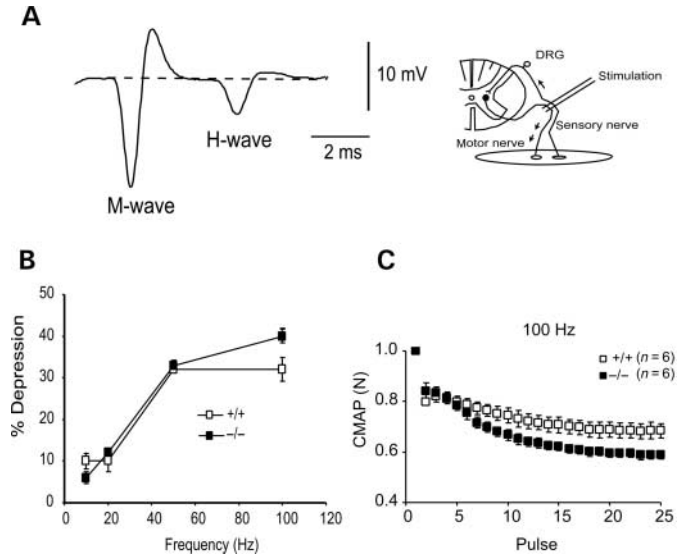 A
M-wave
H-wave
10 mV
2 ms
DRG
Stimulation
Sensory nerve
Motor nerve
B
% Depression
50
40
30
20
10
0
0 20 40 60 80 100 120
Frequency (Hz)
+/+
–/–
C
100 Hz
+/+ (n = 6)
–/– (n = 6)
CMAP (N)
1.0
0.8
0.6
0.4
0 5 10 15 20 25
Pulse